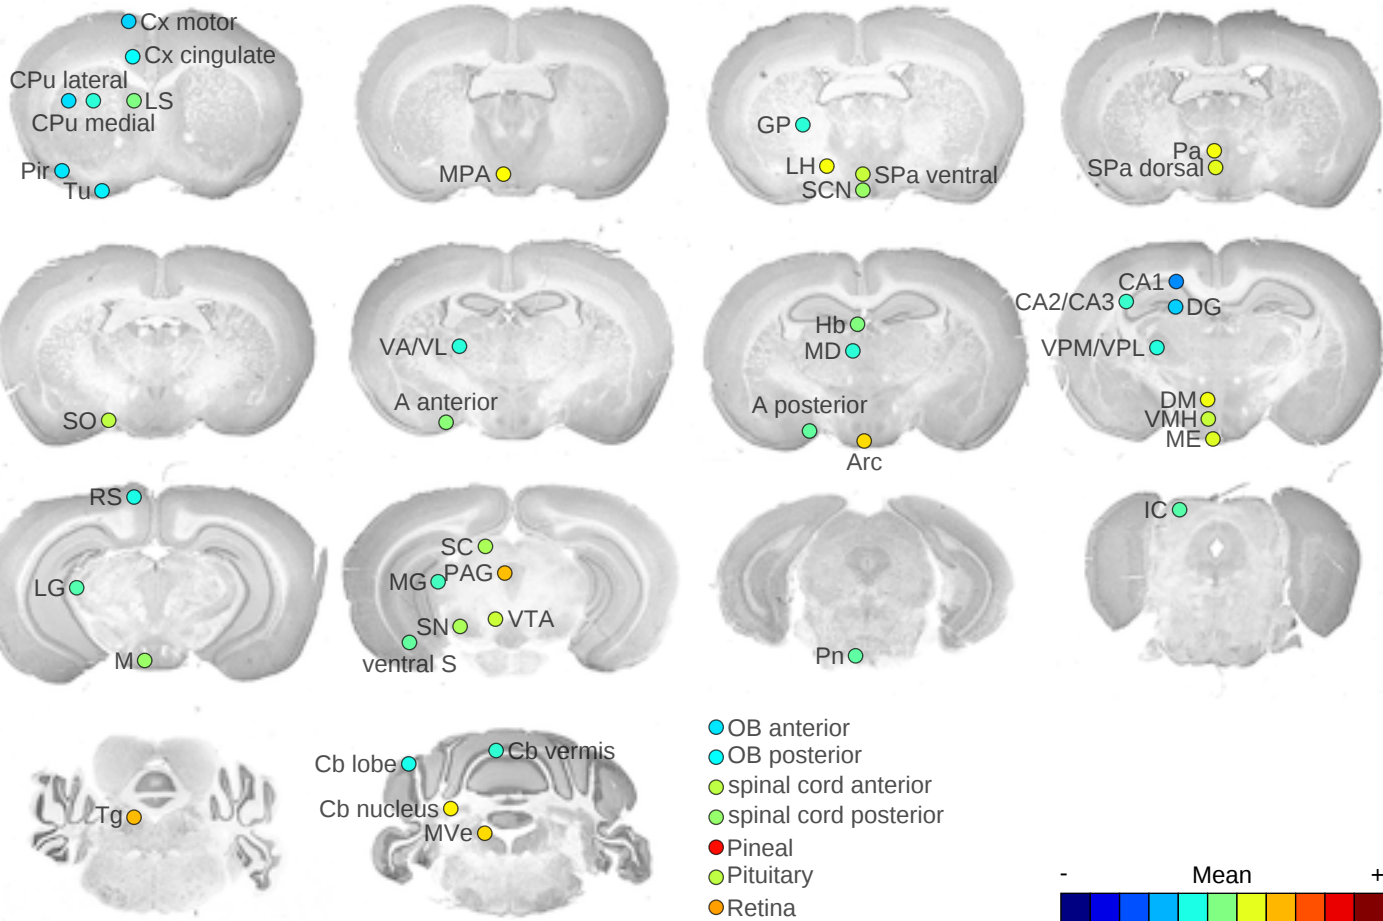 Cx motor
Cx cingulate
CPu lateral
LS
CPu medial
Pir
Tu
MPA
GP
LH
SPa ventral
SCN
Pa
SPa dorsal
SO
VA/VL
A anterior
Hb
MD
A posterior
Arc
CA1
CA2/CA3
DG
VPM/VPL
DM
VMH
ME
RS
LG
M
SC
MG
PAG
SN
VTA
ventral S
Pn
IC
Tg
Cb lobe
Cb vermis
Cb nucleus
MVe
OB anterior
OB posterior
spinal cord anterior
spinal cord posterior
Pineal
Pituitary
Retina
- Mean +